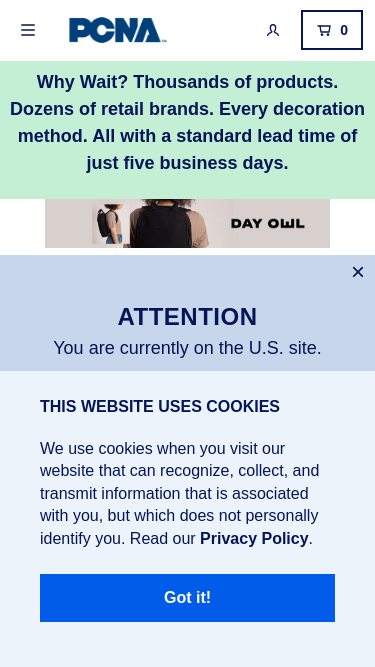 PCNA
0
Why Wait? Thousands of products.
Dozens of retail brands. Every decoration
method. All with a standard lead time of
just five business days.
DAY OWL
ATTENTION
You are currently on the U.S. site.
THIS WEBSITE USES COOKIES
We use cookies when you visit our
website that can recognize, collect, and
transmit information that is associated
with you, but which does not personally
identify you. Read our Privacy Policy.
Got it!